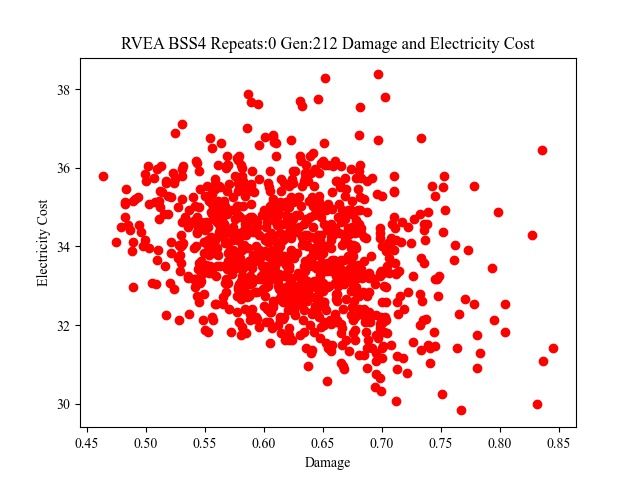 RVEA BSS4 Repeats:0 Gen:212 Damage and Electricity Cost
38
36
34
32
30
Electricity Cost
0.45 0.50 0.55 0.60 0.65 0.70 0.75 0.80 0.85
Damage